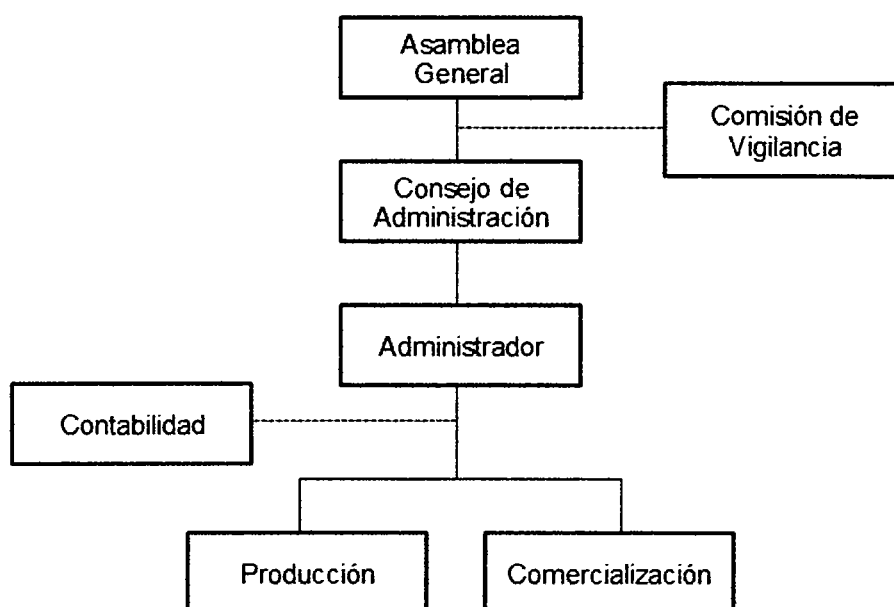 Asamblea
General
Comisión de
Vigilancia
Consejo de
Administración
Administrador
Contabilidad
Producción
Comercialización